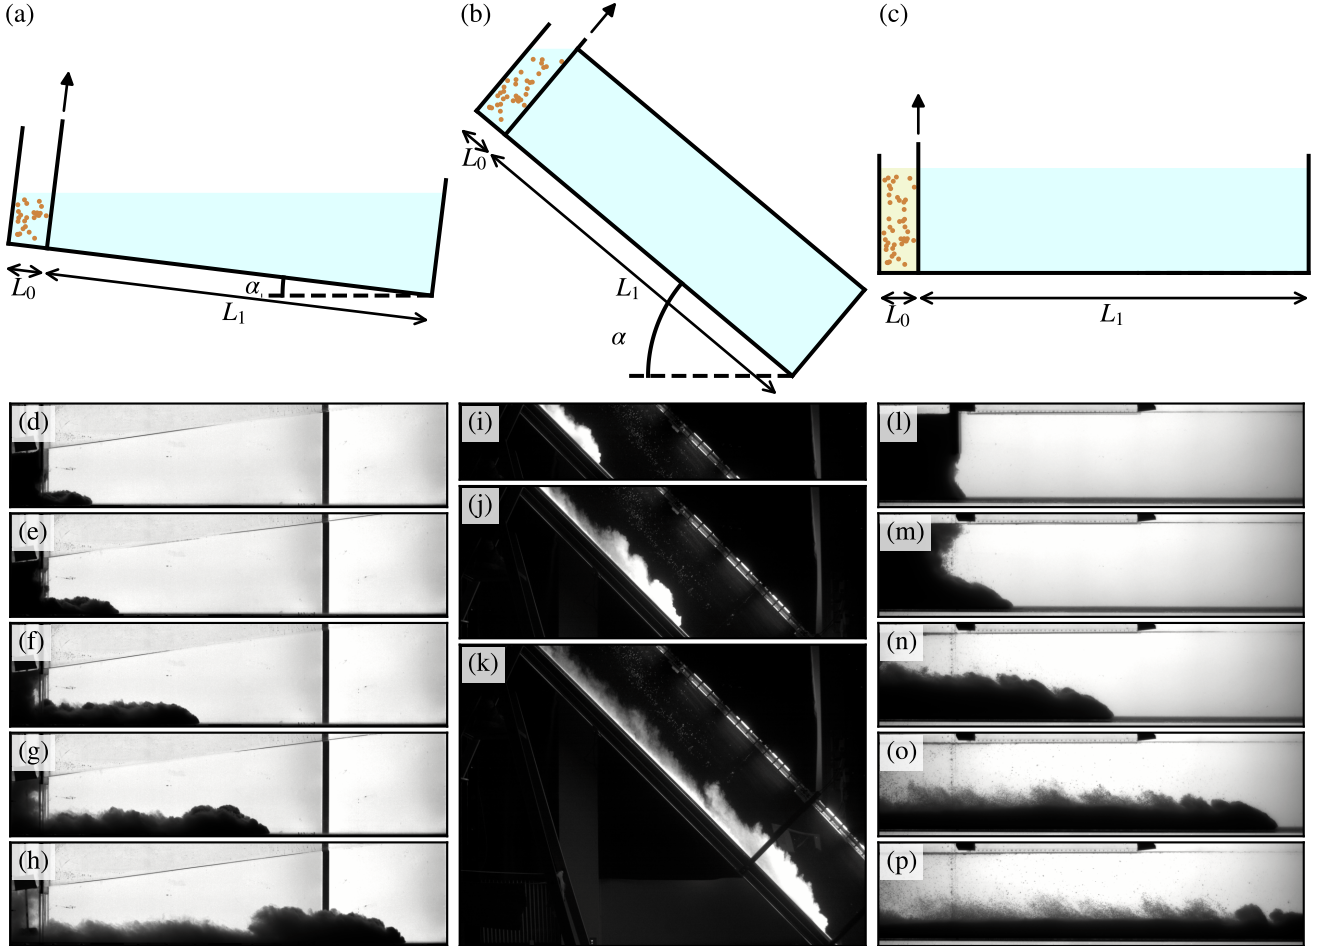 (a)
(b)
(c)
L₀
L₁
α
L₀
L₁
α
L₀
L₁
(d)
(e)
(f)
(g)
(h)
(i)
(j)
(k)
(l)
(m)
(n)
(o)
(p)